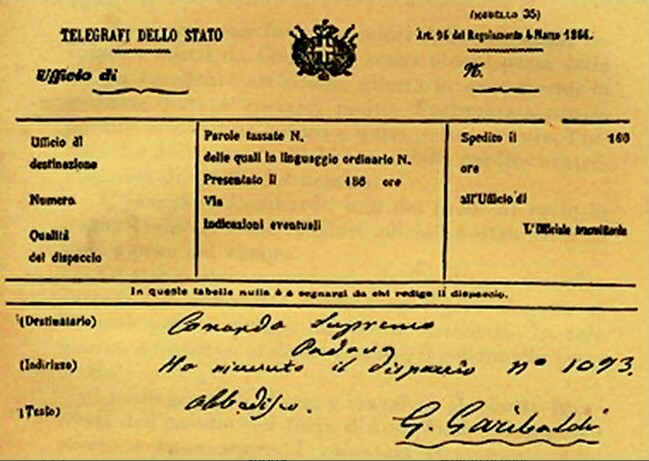 (MODELLO 35)
TELEGRAFI DELLO STATO
Art. 96 del Regolamento 6 Marzo 1866.
Ufficio di
N.
Ufficio di
destinazione
Numero
Qualità
del dispaccio
Parole tassate N.
delle quali in linguaggio ordinario N.
Presentato il 186 ore
Via
Indicazioni eventuali
Spedito il 186
ore
all'Ufficio di
L'Ufficiale trasmittente
In queste tabelle nulla è a segnarsi da chi redige il dispaccio.
(Destinatario) Comando Supremo
Padova
(Indirizzo) Ho ricevuto il dispaccio nº 1073.
(Testo) Obbedisco.
G. Garibaldi